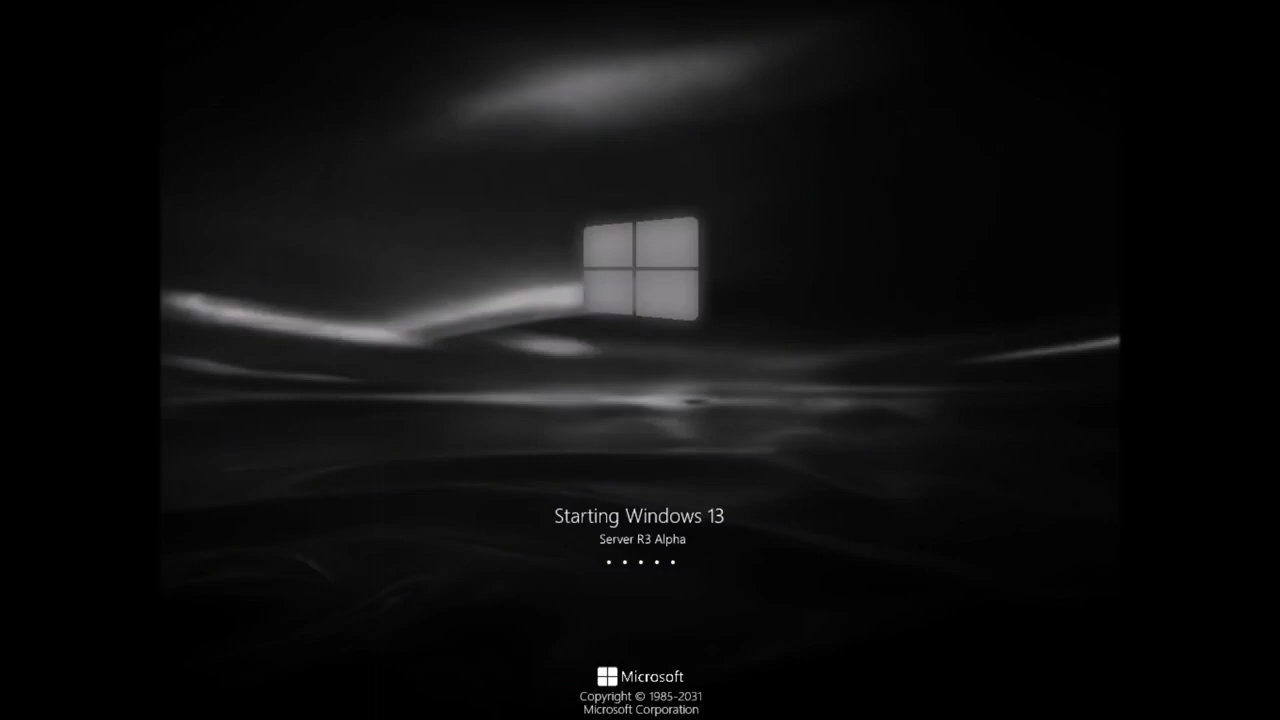 Starting Windows 13
Server R3 Alpha
Microsoft
Copyright © 1985-2031
Microsoft Corporation